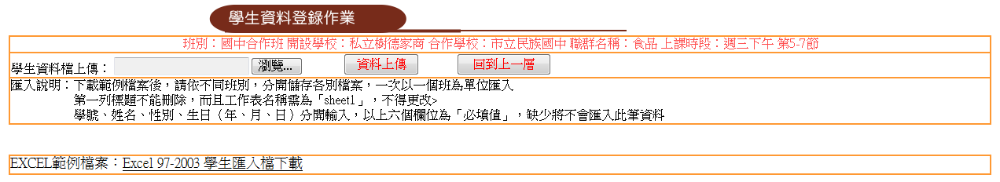 學生資料登錄作業
班別：國中合作班 開設學校：私立樹德家商 合作學校：市立民族國中 職群名稱：食品 上課時段：週三下午 第5-7節
學生資料檔上傳： 瀏覽... 資料上傳 回到上一層
匯入說明：下載範例檔案後，請依不同班別，分開儲存各別檔案，一次以一個班為單位匯入
第一列標題不能刪除，而且工作表名稱需為「sheet1」，不得更改>
學號、姓名、性別、生日（年、月、日）分開輸入，以上六個欄位為「必填值」，缺少將不會匯入此筆資料
EXCEL範例檔案：Excel 97-2003 學生匯入檔下載